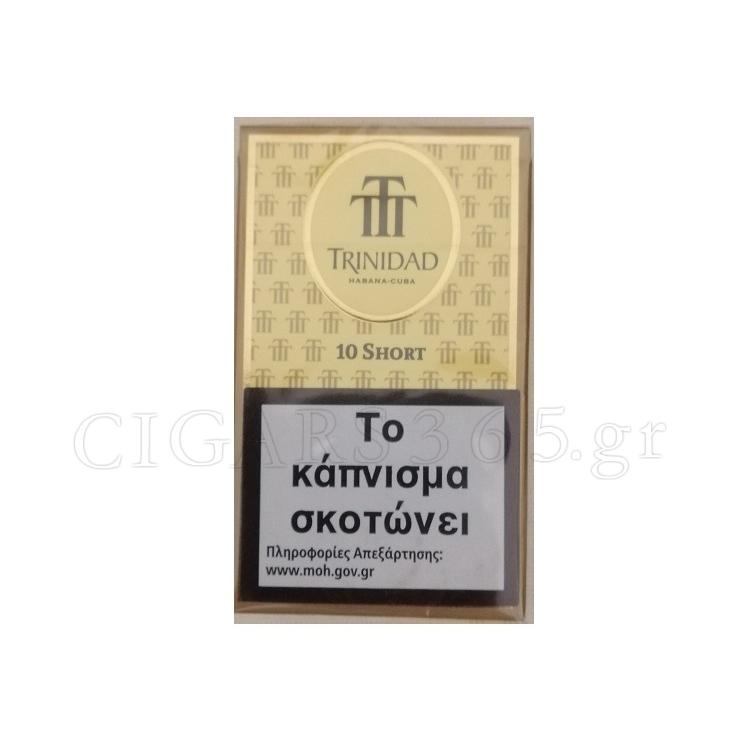 TRINIDAD
HABANA-CUBA
10 SHORT
CIGARS365.gr
Το
κάπνισμα
σκοτώνει
Πληροφορίες Απεξάρτησης:
www.moh.gov.gr